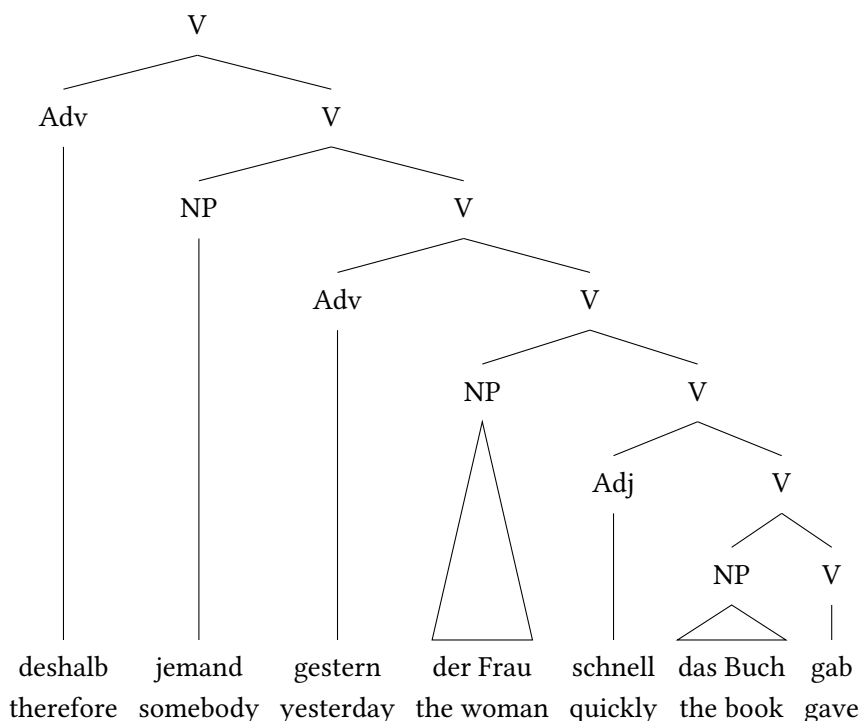 V
Adv V
NP V
Adv V
NP V
Adj V
NP V
deshalb jemand gestern der Frau schnell das Buch gab
therefore somebody yesterday the woman quickly the book gave